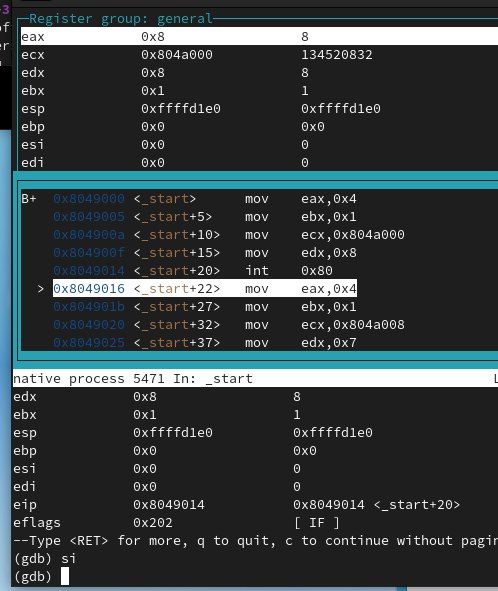 Register group: general
eax 0x8 8
ecx 0x804a000 134520832
edx 0x8 8
ebx 0x1 1
esp 0xffffd1e0 0xffffd1e0
ebp 0x0 0x0
esi 0x0 0
edi 0x0 0
B+ 0x8049000 <_start> mov eax,0x4
0x8049005 <_start+5> mov ebx,0x1
0x804900a <_start+10> mov ecx,0x804a000
0x804900f <_start+15> mov edx,0x8
0x8049014 <_start+20> int 0x80
> 0x8049016 <_start+22> mov eax,0x4
0x804901b <_start+27> mov ebx,0x1
0x8049020 <_start+32> mov ecx,0x804a008
0x8049025 <_start+37> mov edx,0x7
native process 5471 In: _start L
edx 0x8 8
ebx 0x1 1
esp 0xffffd1e0 0xffffd1e0
ebp 0x0 0x0
esi 0x0 0
edi 0x0 0
eip 0x8049014 0x8049014 <_start+20>
eflags 0x202 [ IF ]
--Type <RET> for more, q to quit, c to continue without pagin
(gdb) si
(gdb)